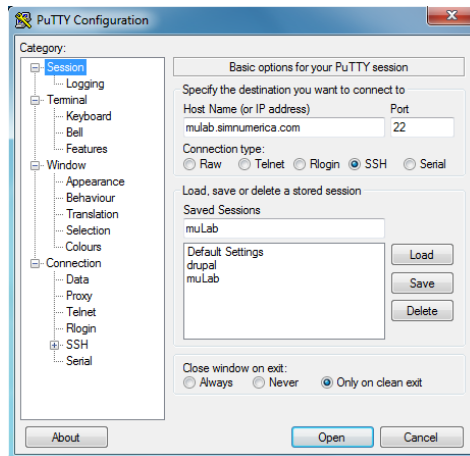 PuTTY Configuration
Category:
Session
Logging
Terminal
Keyboard
Bell
Features
Window
Appearance
Behaviour
Translation
Selection
Colours
Connection
Data
Proxy
Telnet
Rlogin
SSH
Serial
Basic options for your PuTTY session
Specify the destination you want to connect to
Host Name (or IP address) Port
mulab.simnumerica.com 22
Connection type:
Raw Telnet Rlogin SSH Serial
Load, save or delete a stored session
Saved Sessions
muLab
Default Settings
drupal
muLab
Load
Save
Delete
Close window on exit:
Always Never Only on clean exit
About Open Cancel